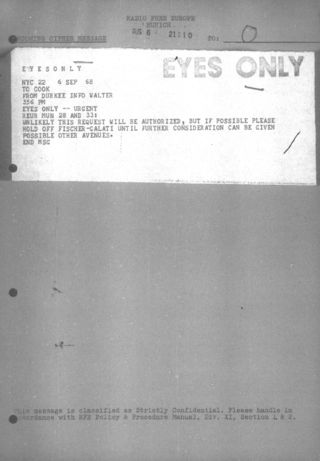 RADIO FREE EUROPE
MUNICH
INCOMING CIPHER MESSAGE
6 21:10 TO: O
EYES ONLY
E Y E S O N L Y
NYC 22 6 SEP 68
TO COOK
FROM DURKEE INFO WALTER
356 PM
EYES ONLY -- URGENT
REUR MUN 28 AND 33:
UNLIKELY THIS REQUEST WILL BE AUTHORIZED, BUT IF POSSIBLE PLEASE
HOLD OFF FISCHER-GALATI UNTIL FURTHER CONSIDERATION CAN BE GIVEN
POSSIBLE OTHER AVENUES.
END MSG
This message is classified as Strictly Confidential. Please handle in
accordance with RFE Policy & Procedure Manual, Div. XI, Section L & 2.